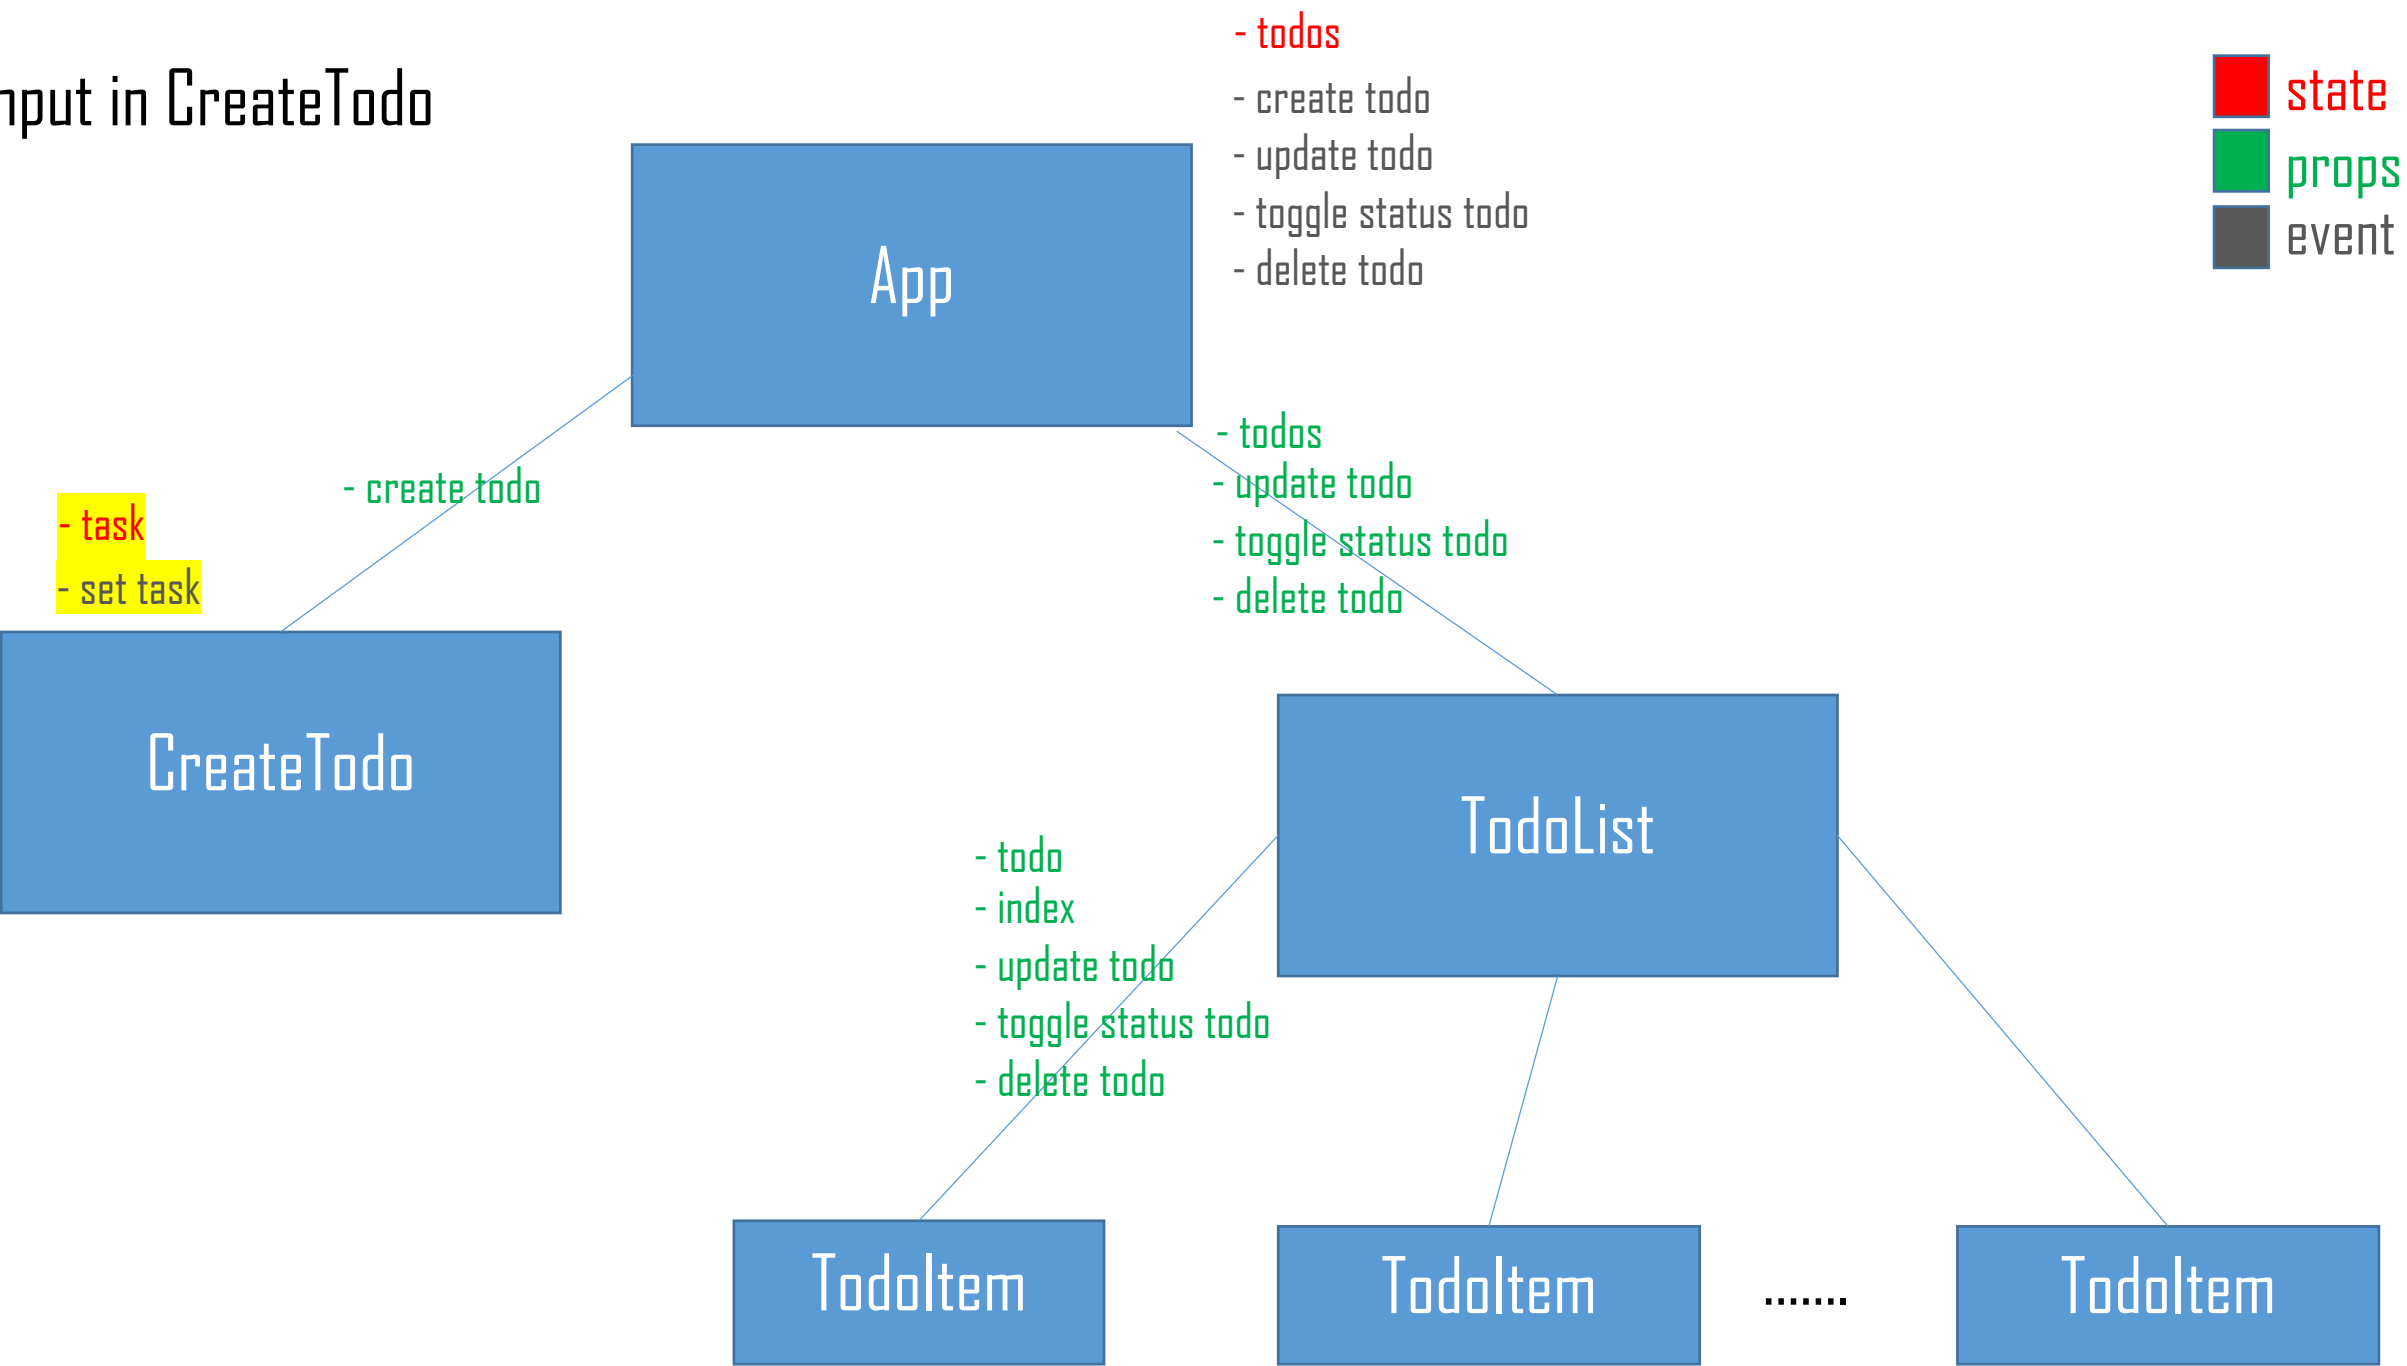 nput in CreateTodo
- todos
- create todo
- update todo
- toggle status todo
- delete todo
state
props
event
App
- create todo
- task
- set task
- todos
- update todo
- toggle status todo
- delete todo
CreateTodo
TodoList
- todo
- index
- update todo
- toggle status todo
- delete todo
TodoItem
TodoItem
.......
TodoItem